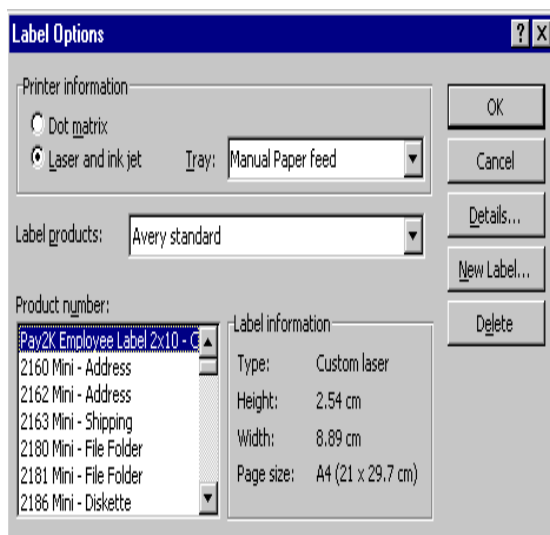 Label Options
Printer information
Dot matrix
Laser and ink jet
Tray: Manual Paper feed
Label products: Avery standard
Product number:
Pay2K Employee Label 2x10 - C
2160 Mini - Address
2162 Mini - Address
2163 Mini - Shipping
2180 Mini - File Folder
2181 Mini - File Folder
2186 Mini - Diskette
Label information
Type: Custom laser
Height: 2.54 cm
Width: 8.89 cm
Page size: A4 (21 x 29.7 cm)
OK
Cancel
Details...
New Label...
Delete